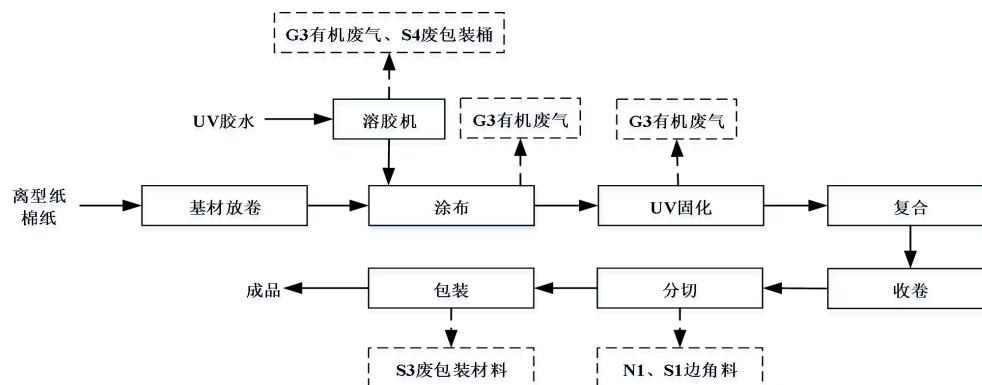 G3有机废气、S4废包装桶
UV胶水
溶胶机
G3有机废气
G3有机废气
离型纸
棉纸
基材放卷
涂布
UV固化
复合
成品
包装
分切
收卷
S3废包装材料
N1、S1边角料